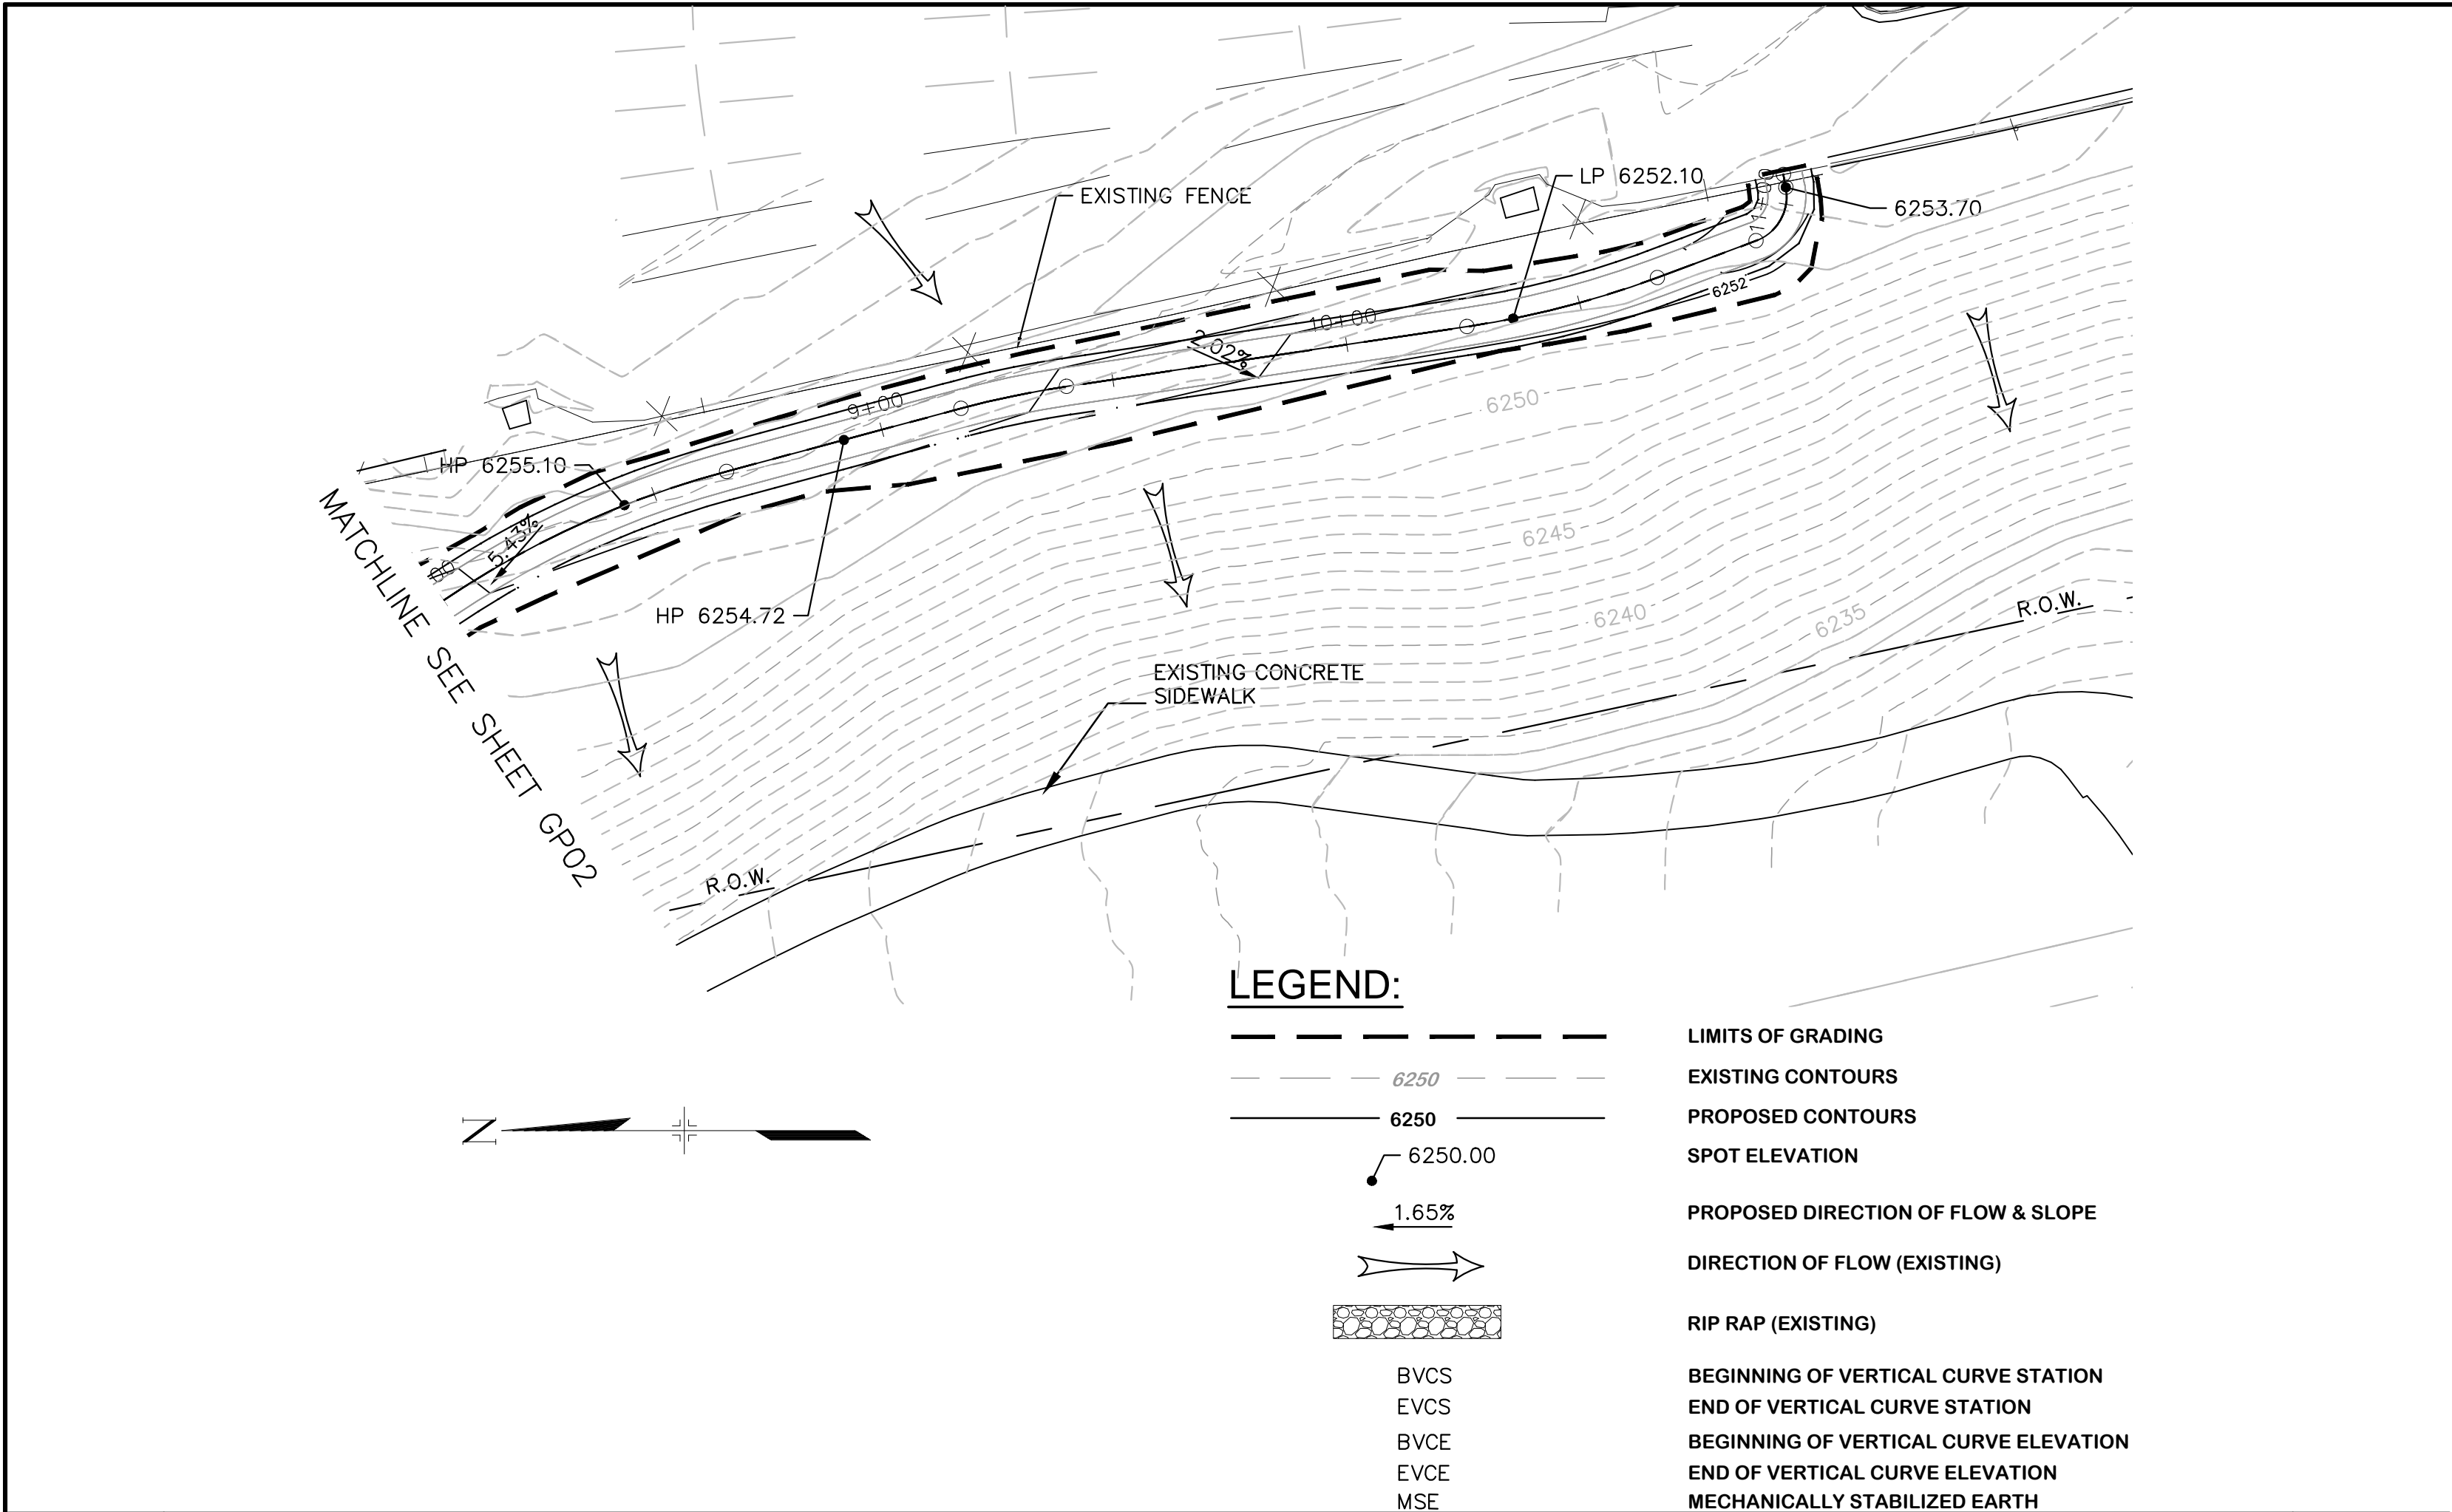 EXISTING FENCE
LP 6252.10
6253.70
6252
10+00
2.02%
9+00
6250
HP 6255.10
5.43%
00
6245
HP 6254.72
6240
6235
R.O.W.
MATCHLINE SEE SHEET GP02
EXISTING CONCRETE
SIDEWALK
R.O.W.
LEGEND:
LIMITS OF GRADING
6250 EXISTING CONTOURS
6250 PROPOSED CONTOURS
6250.00 SPOT ELEVATION
1.65% PROPOSED DIRECTION OF FLOW & SLOPE
DIRECTION OF FLOW (EXISTING)
RIP RAP (EXISTING)
BVCS BEGINNING OF VERTICAL CURVE STATION
EVCS END OF VERTICAL CURVE STATION
BVCE BEGINNING OF VERTICAL CURVE ELEVATION
EVCE END OF VERTICAL CURVE ELEVATION
MSE MECHANICALLY STABILIZED EARTH
N